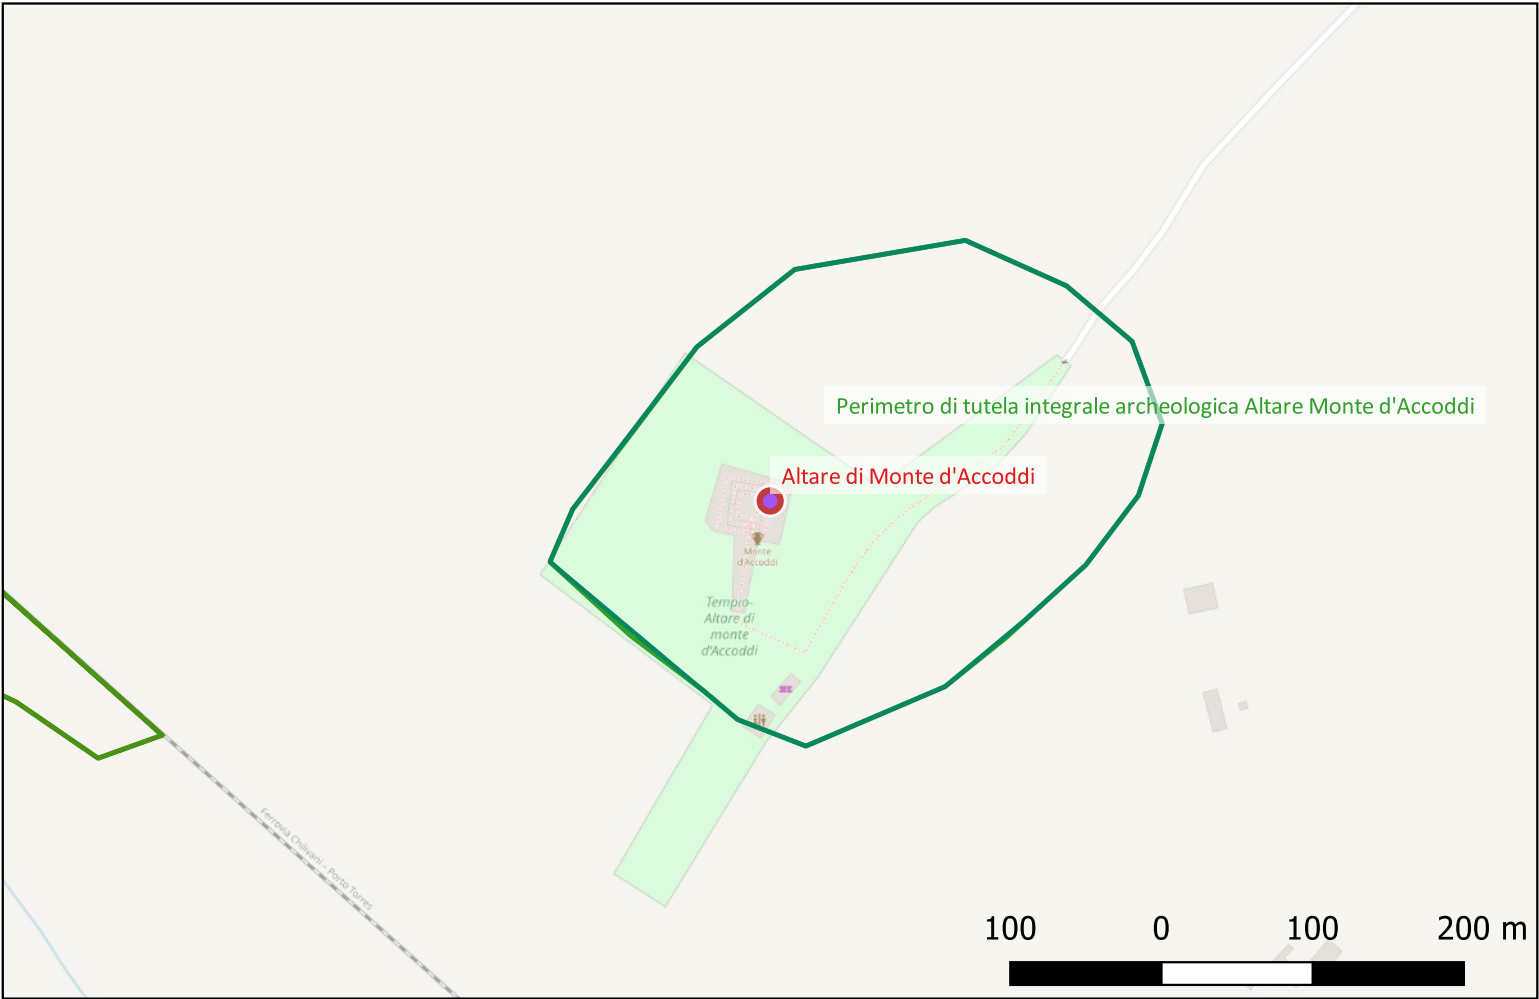 Perimetro di tutela integrale archeologica Altare Monte d'Accoddi
Altare di Monte d'Accoddi
Monte
d'Accoddi
Tempio-
Altare di
monte
d'Accoddi
Ferrovia Chilivani - Porto Torres
100 0 100 200 m